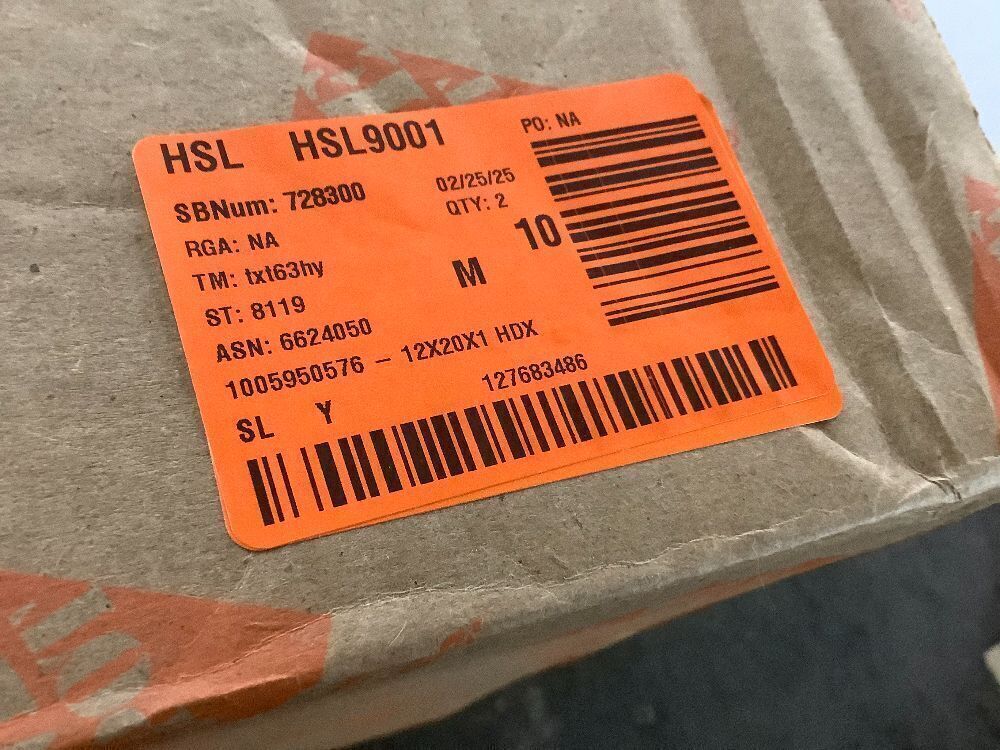 HSL HSL9001
PO: NA
SBNum: 728300
02/25/25
RGA: NA
QTY: 2
TM: txt63hy
10
ST: 8119
M
ASN: 6624050
1005950576 – 12X20X1 HDX
SL Y
127683486